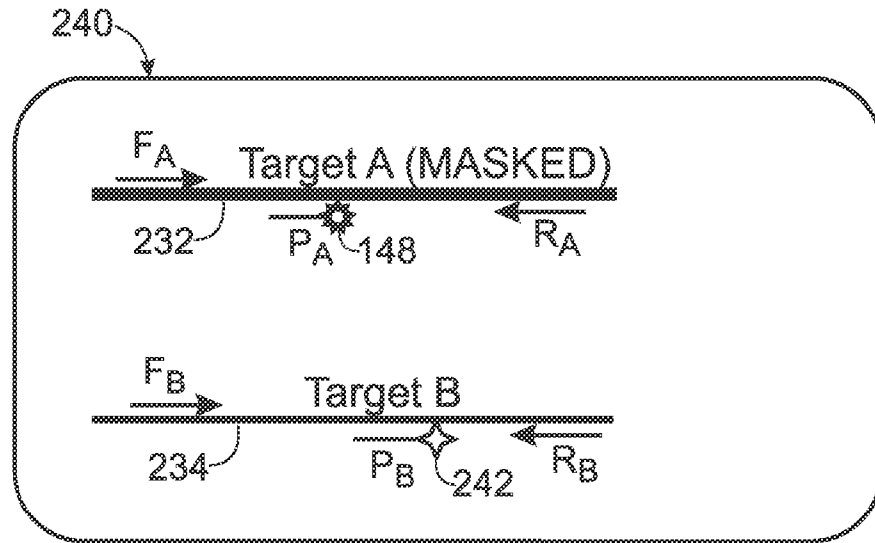 240
F_A
Target A (MASKED)
232
P_A
148
R_A
F_B
Target B
234
P_B
242
R_B